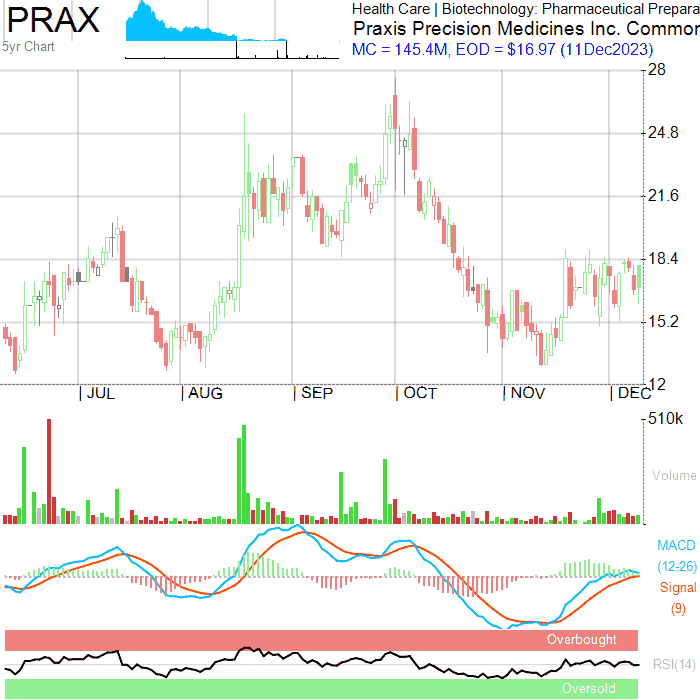 PRAX
5yr Chart
Health Care | Biotechnology: Pharmaceutical Prepara
Praxis Precision Medicines Inc. Common
MC = 145.4M, EOD = $16.97 (11Dec2023)
28
24.8
21.6
18.4
15.2
12
| JUL
| AUG
| SEP
| OCT
| NOV
| DEC
510k
Volume
MACD
(12-26)
Signal
(9)
Overbought
RSI(14)
Oversold